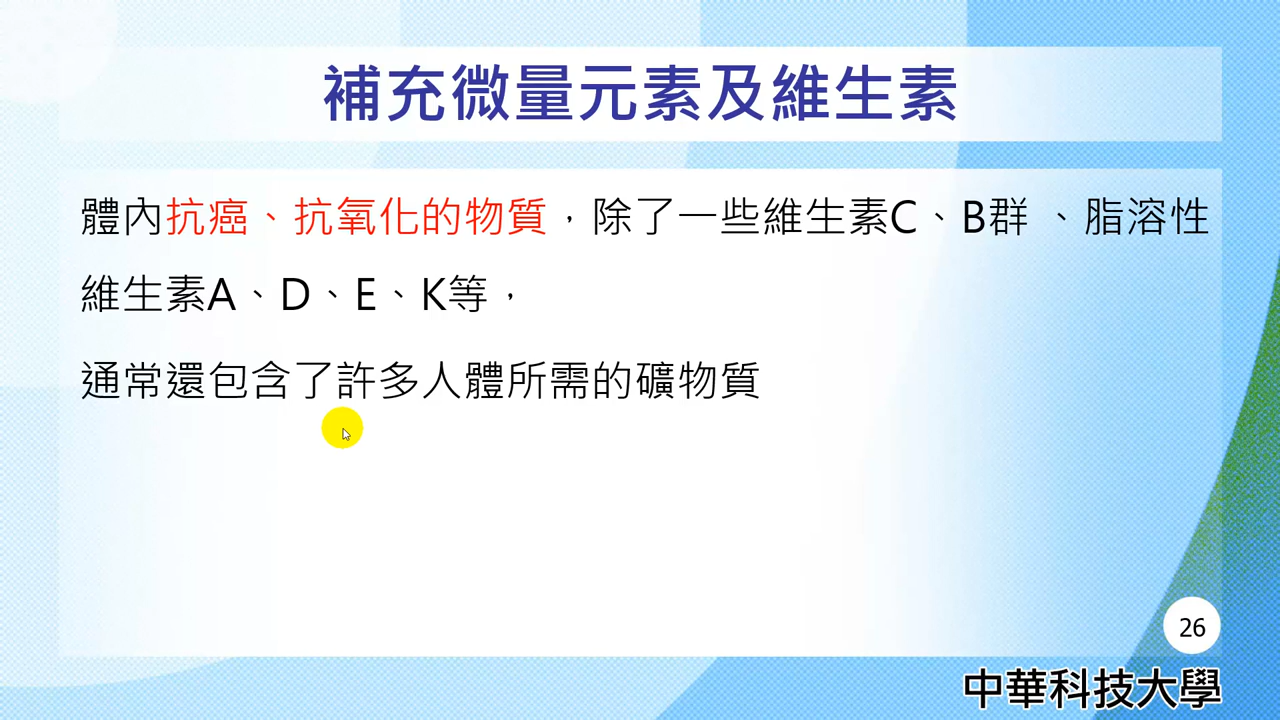 補充微量元素及維生素
體內抗癌、抗氧化的物質，除了一些維生素C、B群 、脂溶性
維生素A、D、E、K等，
通常還包含了許多人體所需的礦物質
26
中華科技大學